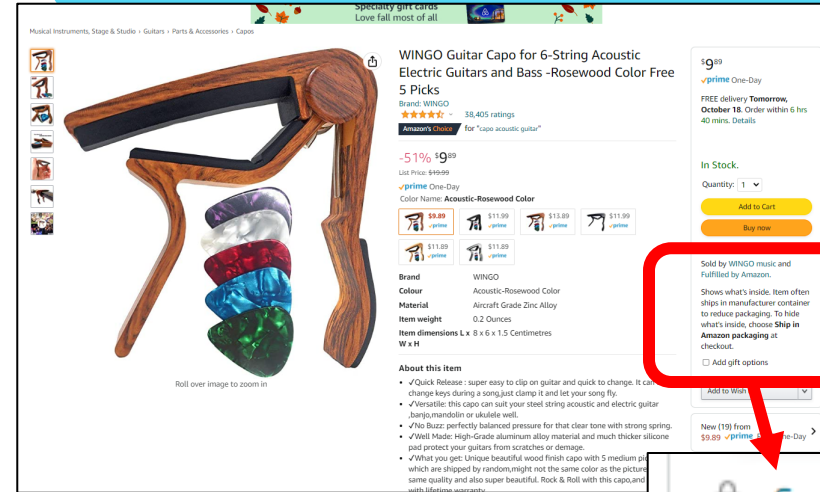 Specialty gift cards
Love fall most of all
Musical Instruments, Stage & Studio › Guitars › Parts & Accessories › Capos
WINGO Guitar Capo for 6-String Acoustic
Electric Guitars and Bass -Rosewood Color Free
5 Picks
Brand: WINGO
38,405 ratings
Amazon's Choice for "capo acoustic guitar"
-51% $9.89
List Price: $19.99
prime One-Day
Color Name: Acoustic-Rosewood Color
$9.89 prime
$11.99 prime
$13.89 prime
$11.99 prime
$11.89 prime
$11.89 prime
Brand WINGO
Colour Acoustic-Rosewood Color
Material Aircraft Grade Zinc Alloy
Item weight 0.2 Ounces
Item dimensions L x 8 x 6 x 1.5 Centimetres
W x H
About this item
• √Quick Release : super easy to clip on guitar and quick to change. It can
change keys during a song,just clamp it and let your song fly.
• √Versatile: this capo can suit your steel string acoustic and electric guitar
,banjo,mandolin or ukulele well.
• √No Buzz: perfectly balanced pressure for that clear tone with strong spring.
• √Well Made: High-Grade aluminum alloy material and much thicker silicone
pad protect your guitars from scratches or demage.
• √What you get: Unique beautiful wood finish capo with 5 medium
which are shipped by random,might not the same color as the picture
same quality and also super beautiful. Rock & Roll with this capo,and
with lifetime warranty.
Roll over image to zoom in
$9.89
prime One-Day
FREE delivery Tomorrow,
October 18. Order within 6 hrs
40 mins. Details
In Stock.
Quantity: 1
Add to Cart
Buy now
Sold by WINGO music and
Fulfilled by Amazon.
Shows what's inside. Item often
ships in manufacturer container
to reduce packaging. To hide
what's inside, choose Ship in
Amazon packaging at
checkout.
Add gift options
Add to Wish
New (19) from
$9.89 prime